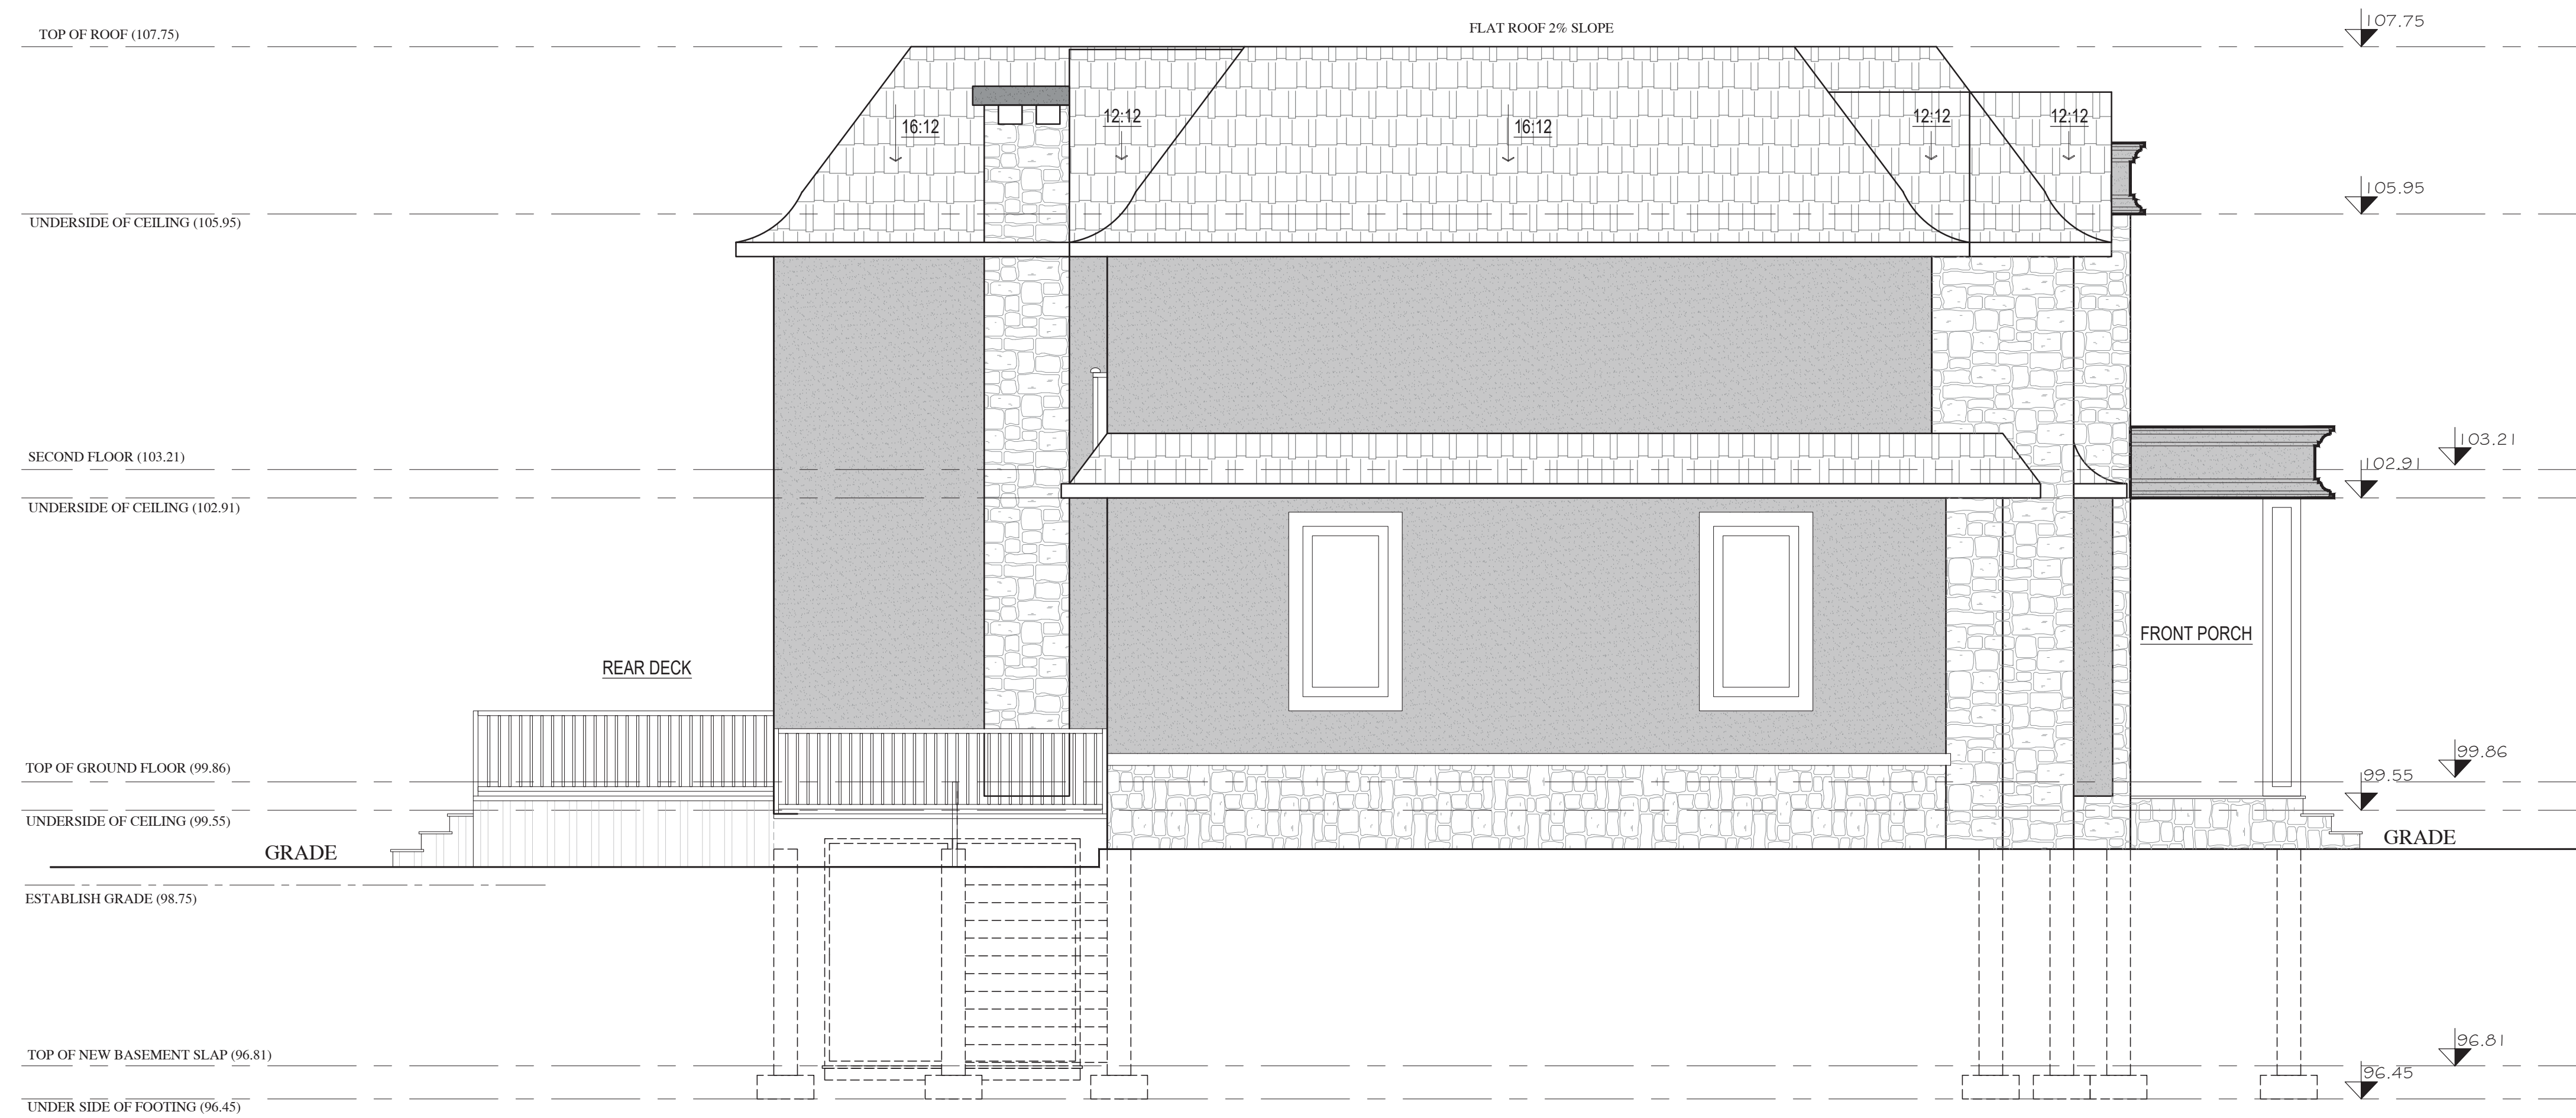 FLAT ROOF 2% SLOPE
107.75
TOP OF ROOF (107.75)
16:12
12:12
16:12
12:12
12:12
105.95
UNDERSIDE OF CEILING (105.95)
SECOND FLOOR (103.21)
103.21
102.91
UNDERSIDE OF CEILING (102.91)
FRONT PORCH
REAR DECK
TOP OF GROUND FLOOR (99.86)
99.86
99.55
UNDERSIDE OF CEILING (99.55)
GRADE
GRADE
ESTABLISH GRADE (98.75)
TOP OF NEW BASEMENT SLAP (96.81)
96.81
96.45
UNDER SIDE OF FOOTING (96.45)